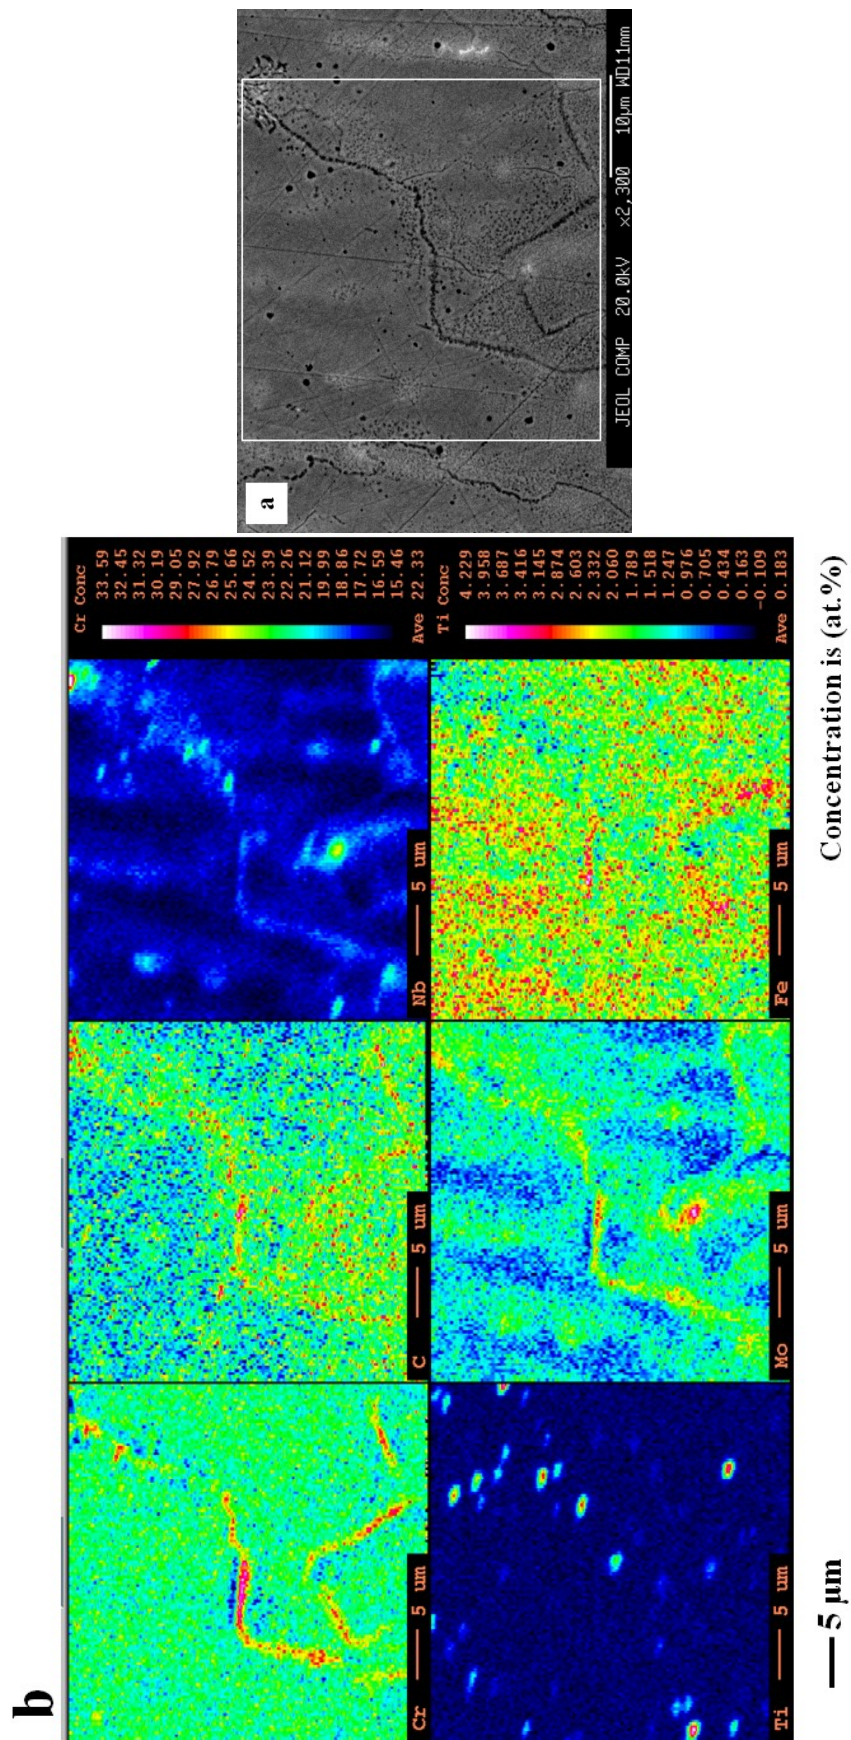 a
JEOL COMP 20.0kV ×2,300 10µm WD11mm
b
Cr 5 um
C 5 um
Nb 5 um
Cr Conc
33.59
32.45
31.32
30.19
29.05
27.92
26.79
25.66
24.52
23.39
22.26
21.12
19.99
18.86
17.72
16.59
15.46
Ave 22.33
Ti 5 um
Mo 5 um
Fe 5 um
Ti Conc
4.229
3.958
3.687
3.416
3.145
2.874
2.603
2.332
2.060
1.789
1.518
1.247
0.976
0.705
0.434
0.163
-0.109
Ave 0.183
5 µm
Concentration is (at.%)